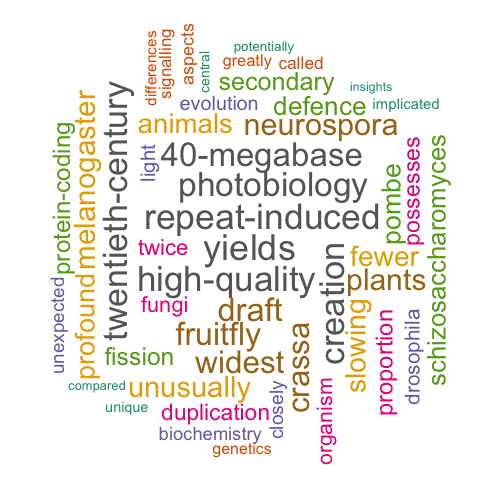 potentially
greatly called
secondary
insights
evolution defence implicated
animals neurospora
40-megabase
photobiology
repeat-induced
twice yields fewer
high-quality plants
fungi
draft
fruitfly
fission widest
compared unusually
unique duplication
biochemistry
genetics
differences
signalling
aspects
central
light
protein-coding
melanogaster
twentieth-century
unexpected
profound
crassa
creation
slowing
closely
organism
proportion
drosophila
pombe
possesses
schizosaccharomyces